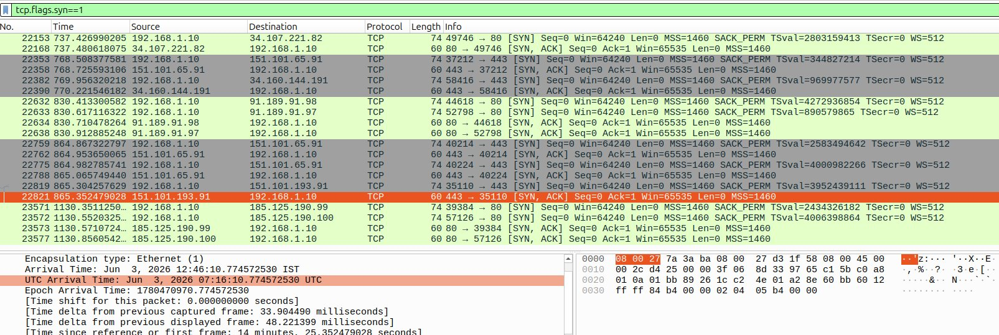 tcp.flags.syn==1
No. Time Source Destination Protocol Length Info
22153 737.426990205 192.168.1.10 34.107.221.82 TCP 74 49746 → 80 [SYN] Seq=0 Win=64240 Len=0 MSS=1460 SACK_PERM TSval=2803159413 TSecr=0 WS=512
22168 737.480618075 34.107.221.82 192.168.1.10 TCP 60 80 → 49746 [SYN, ACK] Seq=0 Ack=1 Win=65535 Len=0 MSS=1460
22353 768.508377581 192.168.1.10 151.101.65.91 TCP 74 37212 → 443 [SYN] Seq=0 Win=64240 Len=0 MSS=1460 SACK_PERM TSval=344827214 TSecr=0 WS=512
22358 768.725593106 151.101.65.91 192.168.1.10 TCP 60 443 → 37212 [SYN, ACK] Seq=0 Ack=1 Win=65535 Len=0 MSS=1460
22382 769.956320218 192.168.1.10 34.160.144.191 TCP 74 58416 → 443 [SYN] Seq=0 Win=64240 Len=0 MSS=1460 SACK_PERM TSval=969977577 TSecr=0 WS=512
22390 770.221546182 34.160.144.191 192.168.1.10 TCP 60 443 → 58416 [SYN, ACK] Seq=0 Ack=1 Win=65535 Len=0 MSS=1460
22632 830.413300582 192.168.1.10 91.189.91.98 TCP 74 44618 → 80 [SYN] Seq=0 Win=64240 Len=0 MSS=1460 SACK_PERM TSval=4272936854 TSecr=0 WS=512
22633 830.617116322 192.168.1.10 91.189.91.97 TCP 74 52798 → 80 [SYN] Seq=0 Win=64240 Len=0 MSS=1460 SACK_PERM TSval=890579865 TSecr=0 WS=512
22634 830.710478264 91.189.91.98 192.168.1.10 TCP 60 80 → 44618 [SYN, ACK] Seq=0 Ack=1 Win=65535 Len=0 MSS=1460
22638 830.912885248 91.189.91.97 192.168.1.10 TCP 60 80 → 52798 [SYN, ACK] Seq=0 Ack=1 Win=65535 Len=0 MSS=1460
22759 864.867322797 192.168.1.10 151.101.65.91 TCP 74 40214 → 443 [SYN] Seq=0 Win=64240 Len=0 MSS=1460 SACK_PERM TSval=2583494642 TSecr=0 WS=512
22762 864.953650065 151.101.65.91 192.168.1.10 TCP 60 443 → 40214 [SYN, ACK] Seq=0 Ack=1 Win=65535 Len=0 MSS=1460
22775 864.982785741 192.168.1.10 151.101.65.91 TCP 74 40224 → 443 [SYN] Seq=0 Win=64240 Len=0 MSS=1460 SACK_PERM TSval=4000982266 TSecr=0 WS=512
22788 865.065749440 151.101.65.91 192.168.1.10 TCP 60 443 → 40224 [SYN, ACK] Seq=0 Ack=1 Win=65535 Len=0 MSS=1460
22819 865.304257629 192.168.1.10 151.101.193.91 TCP 74 35110 → 443 [SYN] Seq=0 Win=64240 Len=0 MSS=1460 SACK_PERM TSval=3952439111 TSecr=0 WS=512
22821 865.352479028 151.101.193.91 192.168.1.10 TCP 60 443 → 35110 [SYN, ACK] Seq=0 Ack=1 Win=65535 Len=0 MSS=1460
23571 1130.3511250… 192.168.1.10 185.125.190.99 TCP 74 39384 → 80 [SYN] Seq=0 Win=64240 Len=0 MSS=1460 SACK_PERM TSval=2434326182 TSecr=0 WS=512
23572 1130.5520325… 192.168.1.10 185.125.190.100 TCP 74 57126 → 80 [SYN] Seq=0 Win=64240 Len=0 MSS=1460 SACK_PERM TSval=4006398864 TSecr=0 WS=512
23573 1130.5710724… 185.125.190.99 192.168.1.10 TCP 60 80 → 39384 [SYN, ACK] Seq=0 Ack=1 Win=65535 Len=0 MSS=1460
23577 1130.8560542… 185.125.190.100 192.168.1.10 TCP 60 80 → 57126 [SYN, ACK] Seq=0 Ack=1 Win=65535 Len=0 MSS=1460
Encapsulation type: Ethernet (1)
Arrival Time: Jun  3, 2026 12:46:10.774572530 IST
UTC Arrival Time: Jun  3, 2026 07:16:10.774572530 UTC
Epoch Arrival Time: 1780470970.774572530
[Time shift for this packet: 0.000000000 seconds]
[Time delta from previous captured frame: 33.904490 milliseconds]
[Time delta from previous displayed frame: 48.221399 milliseconds]
[Time since reference or first frame: 14 minutes, 25.352479028 seconds]
0000 08 00 27 7a 3a ba 08 00 27 d3 1f 58 08 00 45 00 ··'z:··· '··X··E·
0010 00 2c d4 25 00 00 3f 06 8d 33 97 65 c1 5b c0 a8 ·,·%··?· ·3·e·[··
0020 01 0a 01 bb 89 26 1c c2 4e 01 a2 8e 60 bb 60 12 ·····&·· N···`·`·
0030 ff ff 84 b4 00 00 02 04 05 b4 00 00 ········ ····